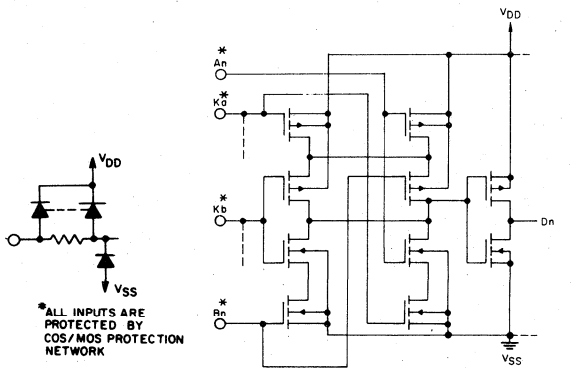 VDD
*
An
*
Ka
VDD
*
Kb
Dn
VSS
*
Bn
*ALL INPUTS ARE
PROTECTED BY
COS/MOS PROTECTION
NETWORK
VSS